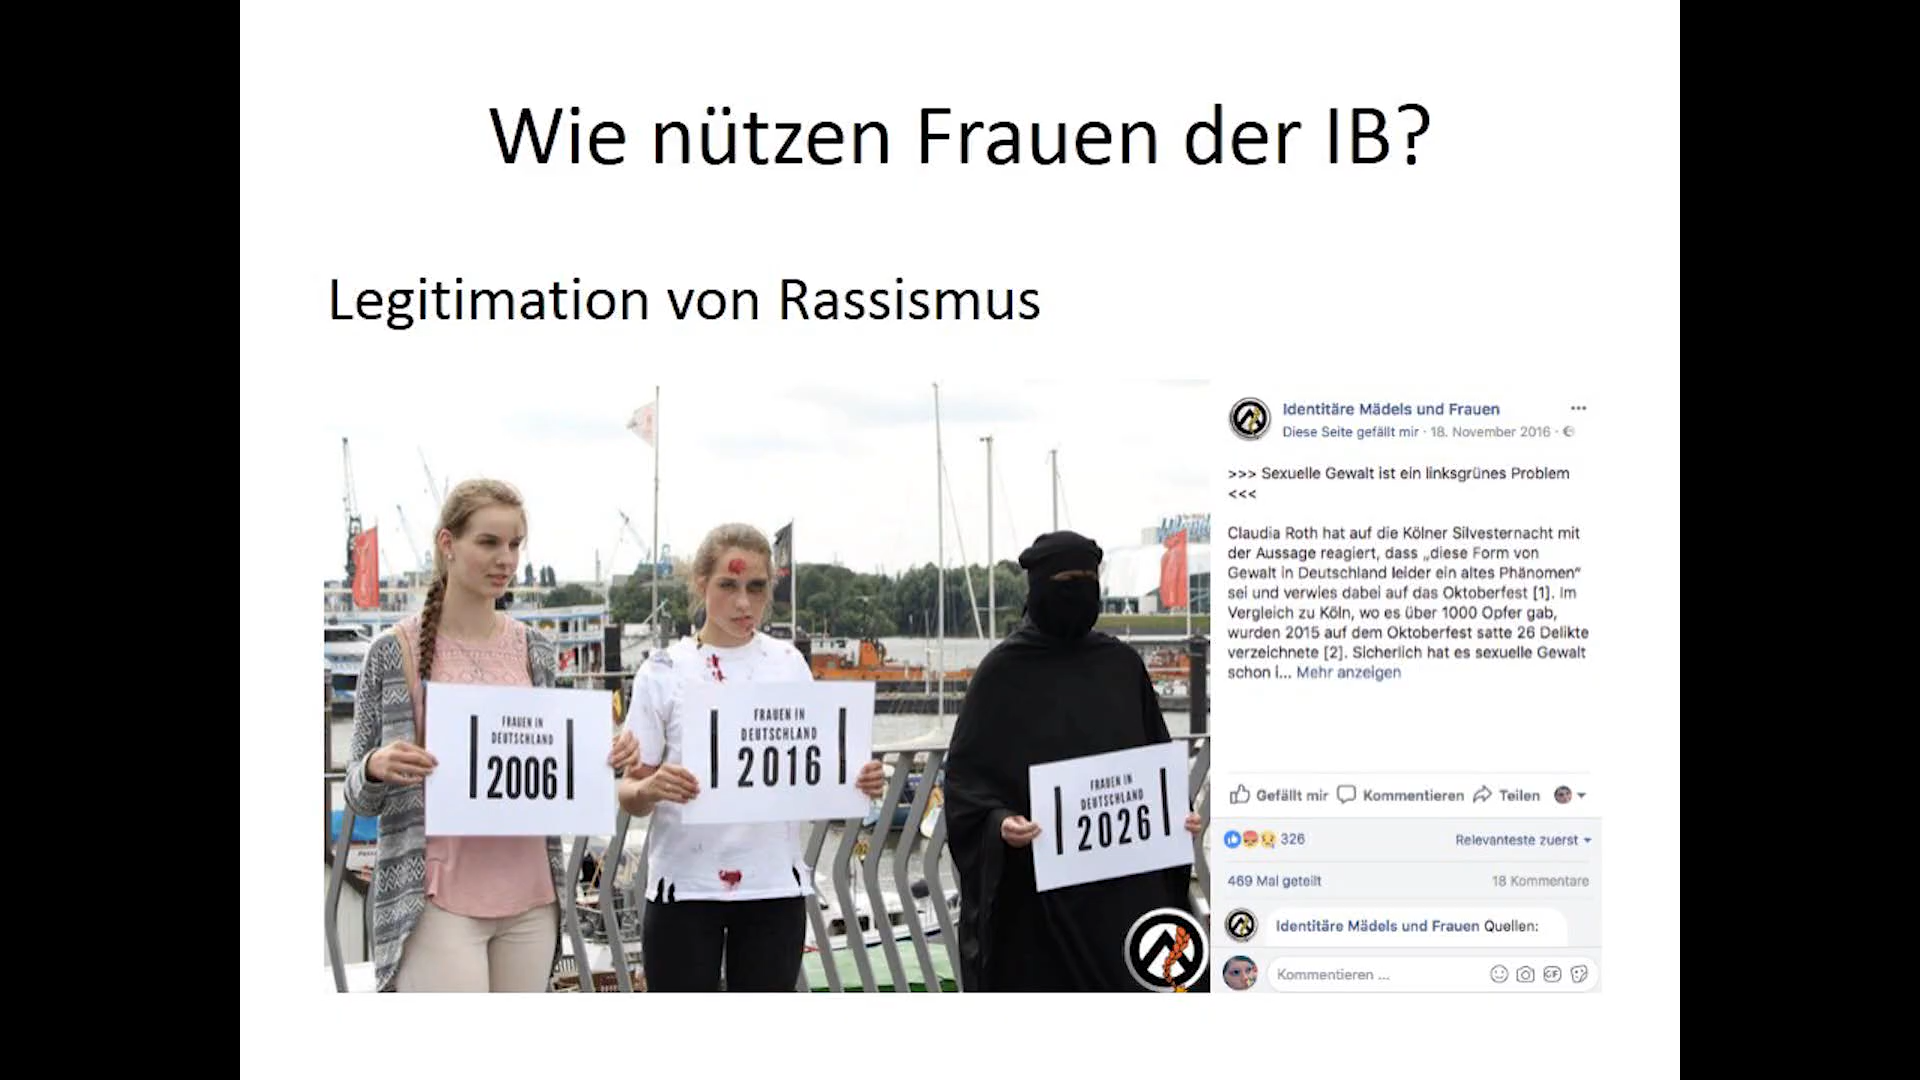 Wie nützen Frauen der IB?
Legitimation von Rassismus
FRAUEN IN
DEUTSCHLAND
2006
FRAUEN IN
DEUTSCHLAND
2016
FRAUEN IN
DEUTSCHLAND
2026
Identitäre Mädels und Frauen
Diese Seite gefällt mir · 18. November 2016 ·
>>> Sexuelle Gewalt ist ein linksgrünes Problem
<<<
Claudia Roth hat auf die Kölner Silvesternacht mit
der Aussage reagiert, dass „diese Form von
Gewalt in Deutschland leider ein altes Phänomen"
sei und verwies dabei auf das Oktoberfest [1]. Im
Vergleich zu Köln, wo es über 1000 Opfer gab,
wurden 2015 auf dem Oktoberfest satte 26 Delikte
verzeichnete [2]. Sicherlich hat es sexuelle Gewalt
schon i... Mehr anzeigen
Gefällt mir Kommentieren Teilen
326 Relevanteste zuerst
469 Mal geteilt 18 Kommentare
Identitäre Mädels und Frauen Quellen:
Kommentieren ... GIF